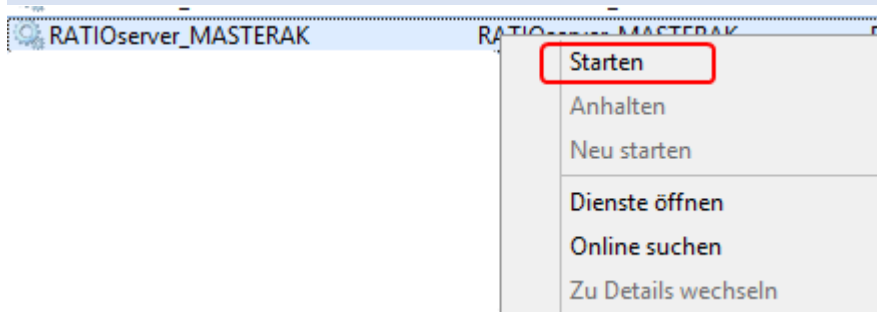 RATIOserver_MASTERAK
Starten
Anhalten
Neu starten
Dienste öffnen
Online suchen
Zu Details wechseln